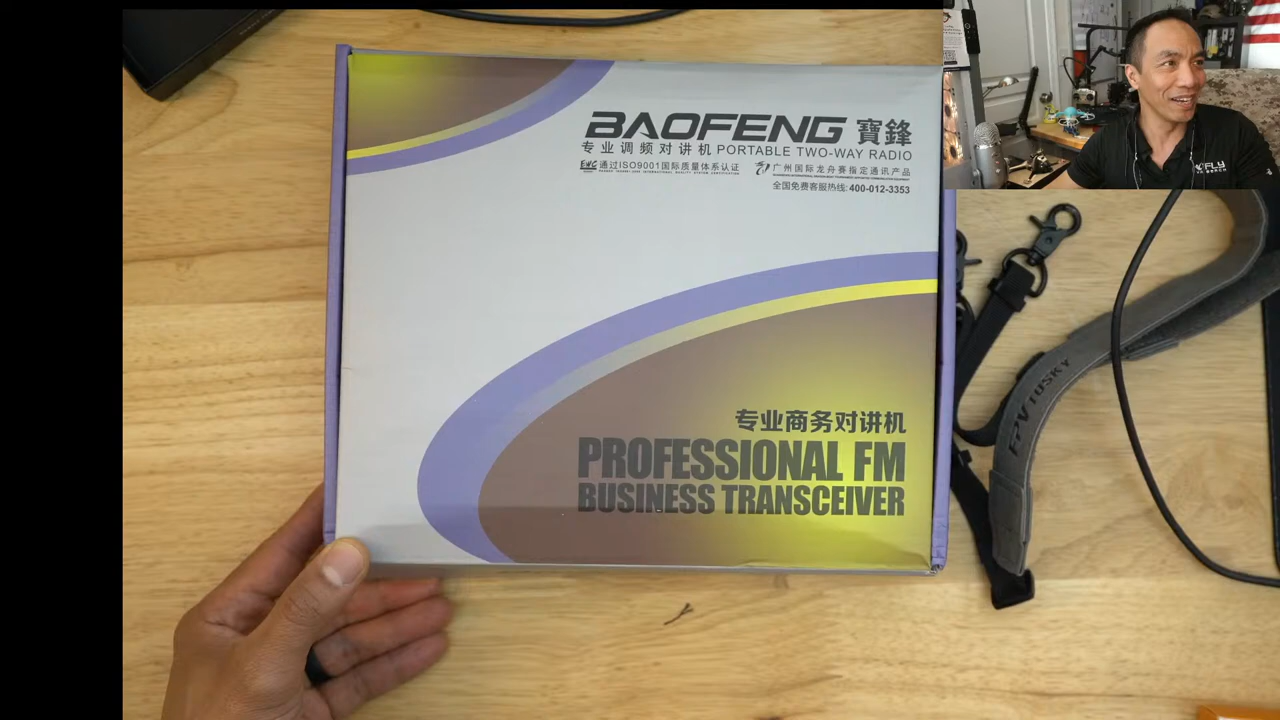 BAOFENG 寶鋒
专业调频对讲机 PORTABLE TWO-WAY RADIO
EMC 通过ISO9001国际质量体系认证
广州国际龙舟赛指定通讯产品
全国免费客服热线: 400-012-3353
专业商务对讲机
PROFESSIONAL FM
BUSINESS TRANSCEIVER
FPV TUSKY
FLY